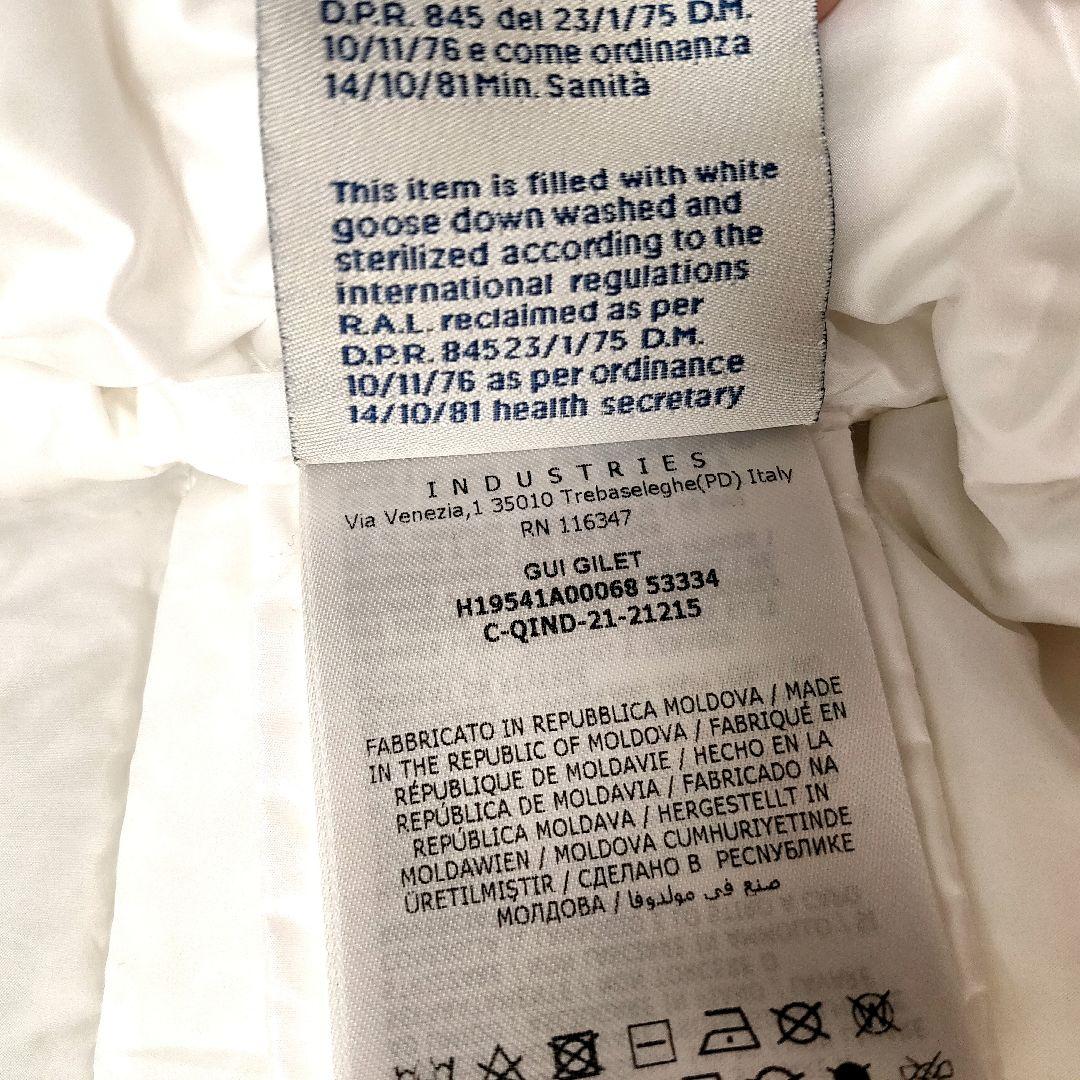 D.P.R. 845 del 23/1/75 D.M.
10/11/76 e come ordinanza
14/10/81 Min. Sanità
This item is filled with white
goose down washed and
sterilized according to the
international regulations
R.A.L. reclaimed as per
D.P.R. 845 23/1/75 D.M.
10/11/76 as per ordinance
14/10/81 health secretary
INDUSTRIES
Via Venezia,1 35010 Trebaseleghe(PD) Italy
RN 116347
GUI GILET
H19541A00068 53334
C-QIND-21-21215
FABBRICATO IN REPUBBLICA MOLDOVA / MADE
IN THE REPUBLIC OF MOLDOVA / FABRIQUÉ EN
RÉPUBLIQUE DE MOLDAVIE / HECHO EN LA
REPÚBLICA DE MOLDAVIA / FABRICADO NA
REPÚBLICA MOLDAVA / HERGESTELLT IN
MOLDAWIEN / MOLDOVA CUMHURIYETINDE
ÜRETILMIŞTIR / СДЕЛАНО В РЕСПУБЛИКЕ
МОЛДОВА / صنع في مولدوفا